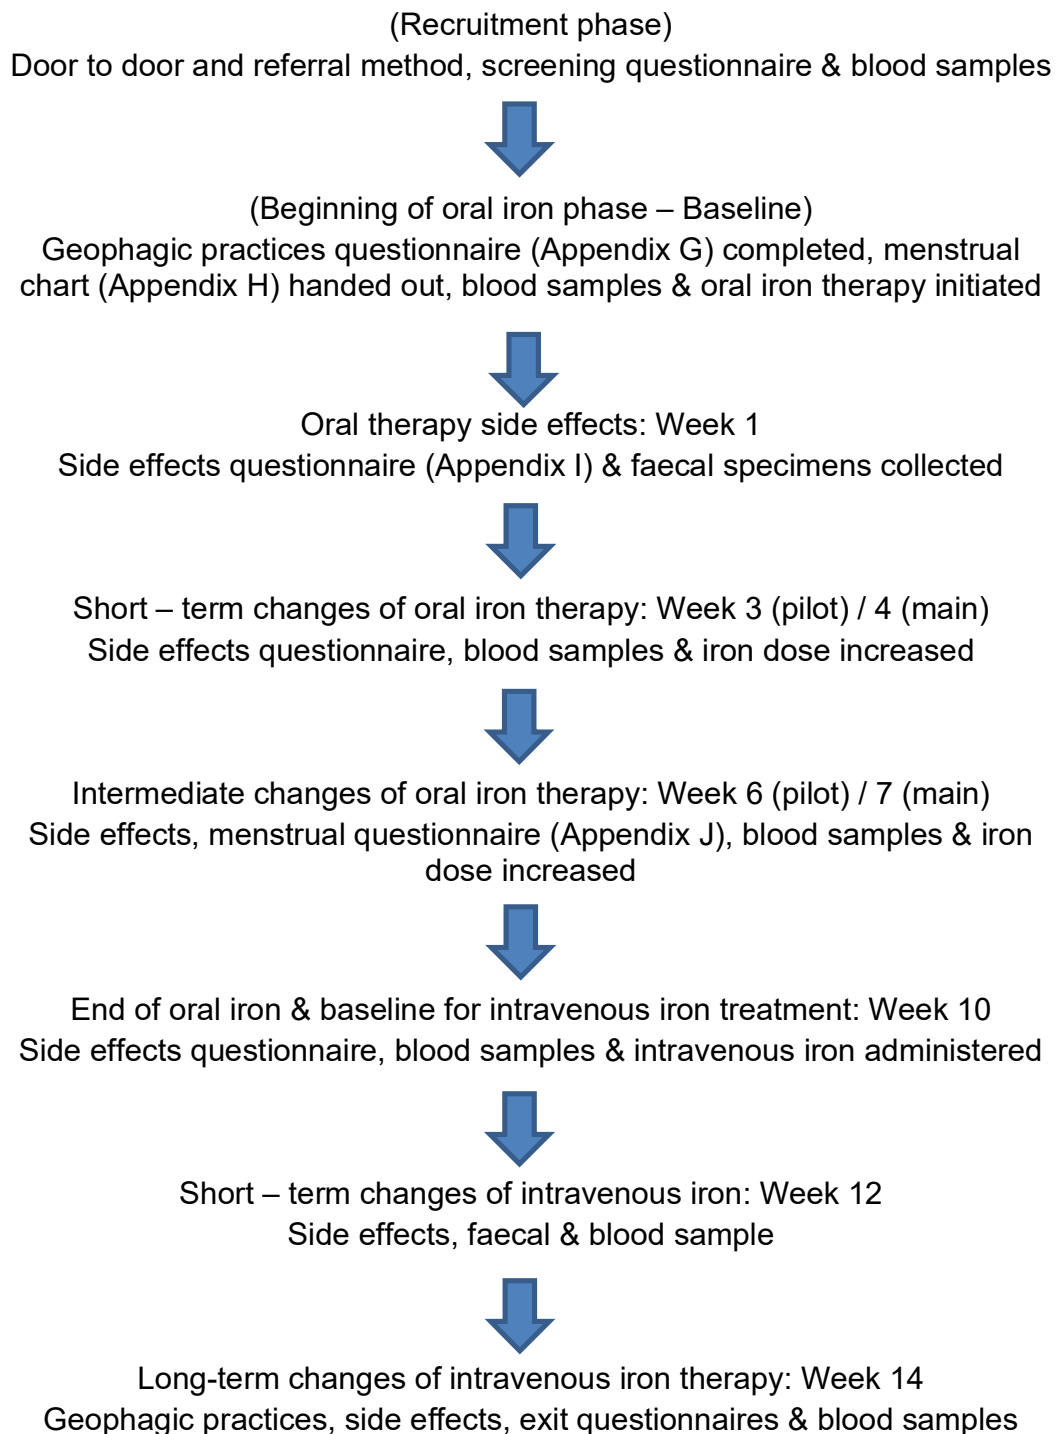 (Recruitment phase)
Door to door and referral method, screening questionnaire & blood samples
(Beginning of oral iron phase – Baseline)
Geophagic practices questionnaire (Appendix G) completed, menstrual
chart (Appendix H) handed out, blood samples & oral iron therapy initiated
Oral therapy side effects: Week 1
Side effects questionnaire (Appendix I) & faecal specimens collected
Short – term changes of oral iron therapy: Week 3 (pilot) / 4 (main)
Side effects questionnaire, blood samples & iron dose increased
Intermediate changes of oral iron therapy: Week 6 (pilot) / 7 (main)
Side effects, menstrual questionnaire (Appendix J), blood samples & iron
dose increased
End of oral iron & baseline for intravenous iron treatment: Week 10
Side effects questionnaire, blood samples & intravenous iron administered
Short – term changes of intravenous iron: Week 12
Side effects, faecal & blood sample
Long-term changes of intravenous iron therapy: Week 14
Geophagic practices, side effects, exit questionnaires & blood samples